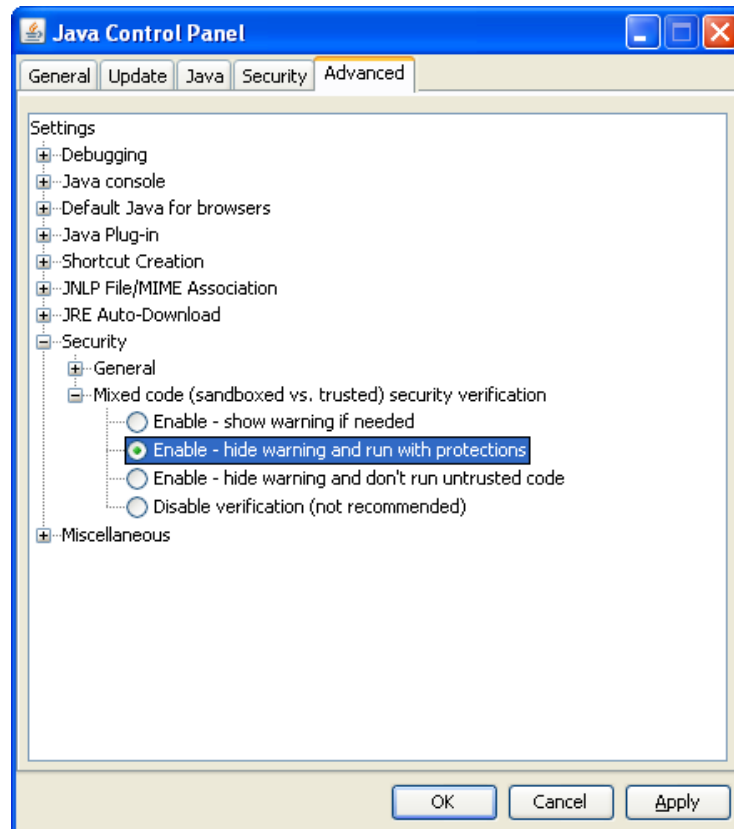 Java Control Panel
General Update Java Security Advanced
Settings
Debugging
Java console
Default Java for browsers
Java Plug-in
Shortcut Creation
JNLP File/MIME Association
JRE Auto-Download
Security
General
Mixed code (sandboxed vs. trusted) security verification
Enable - show warning if needed
Enable - hide warning and run with protections
Enable - hide warning and don't run untrusted code
Disable verification (not recommended)
Miscellaneous
OK Cancel Apply